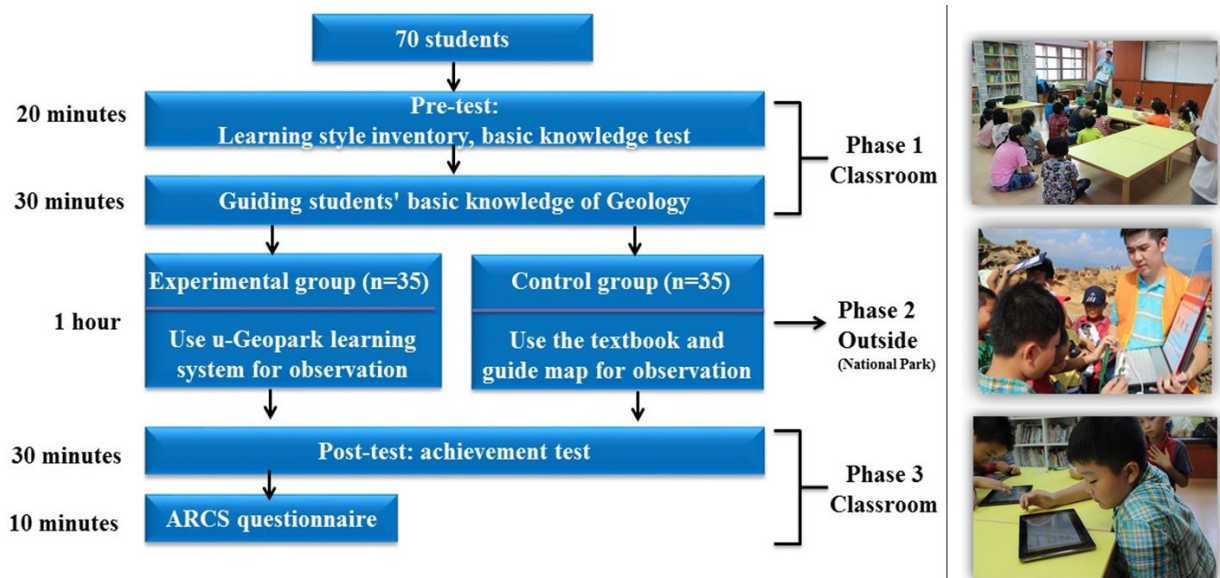 70 students
20 minutes
Pre-test:
Learning style inventory, basic knowledge test
Phase 1
Classroom
30 minutes
Guiding students' basic knowledge of Geology
Experimental group (n=35)
Use u-Geopark learning
system for observation
Control group (n=35)
Use the textbook and
guide map for observation
1 hour
Phase 2
Outside
(National Park)
30 minutes
Post-test: achievement test
Phase 3
Classroom
10 minutes
ARCS questionnaire